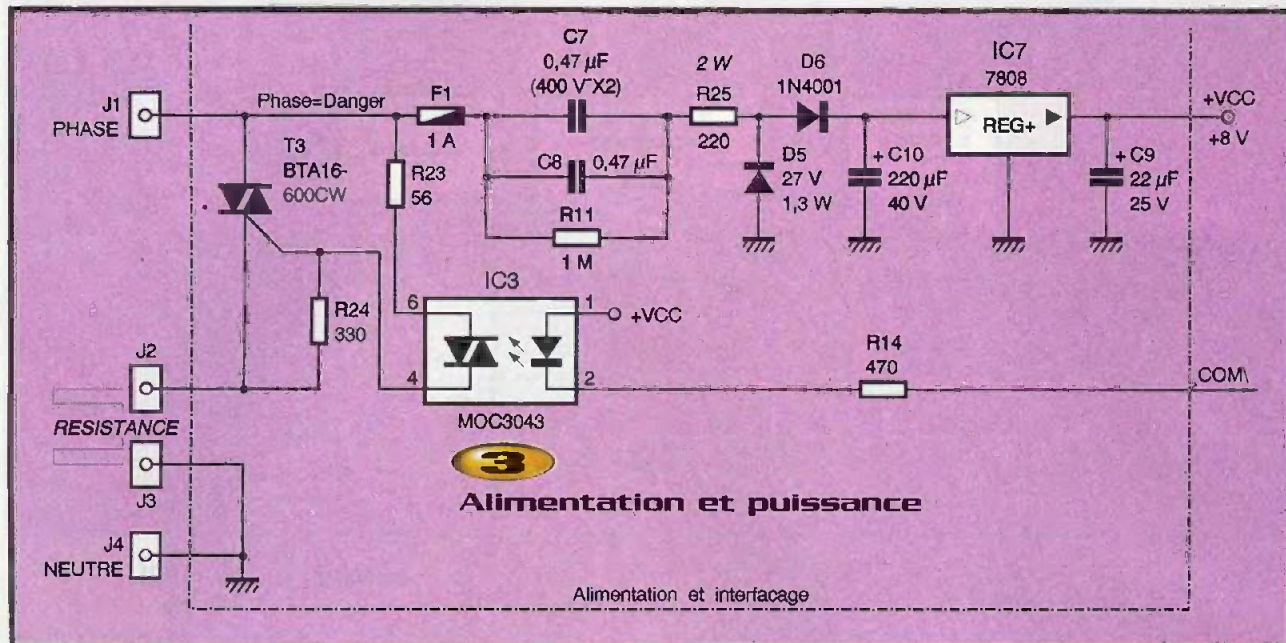 J1
PHASE
Phase=Danger
F1
1 A
C7
0,47 µF
(400 V~X2)
C8
0,47 µF
R11
1 M
2 W
R25
220
D6
1N4001
D5
27 V
1,3 W
+ C10
220 µF
40 V
IC7
7808
REG+
+ C9
22 µF
25 V
+VCC
+8 V
T3
BTA16-
600CW
R23
56
R24
330
IC3
6
1
+VCC
4
2
MOC3043
R14
470
COM\
J2
RESISTANCE
J3
J4
NEUTRE
3
Alimentation et puissance
Alimentation et interfaçage